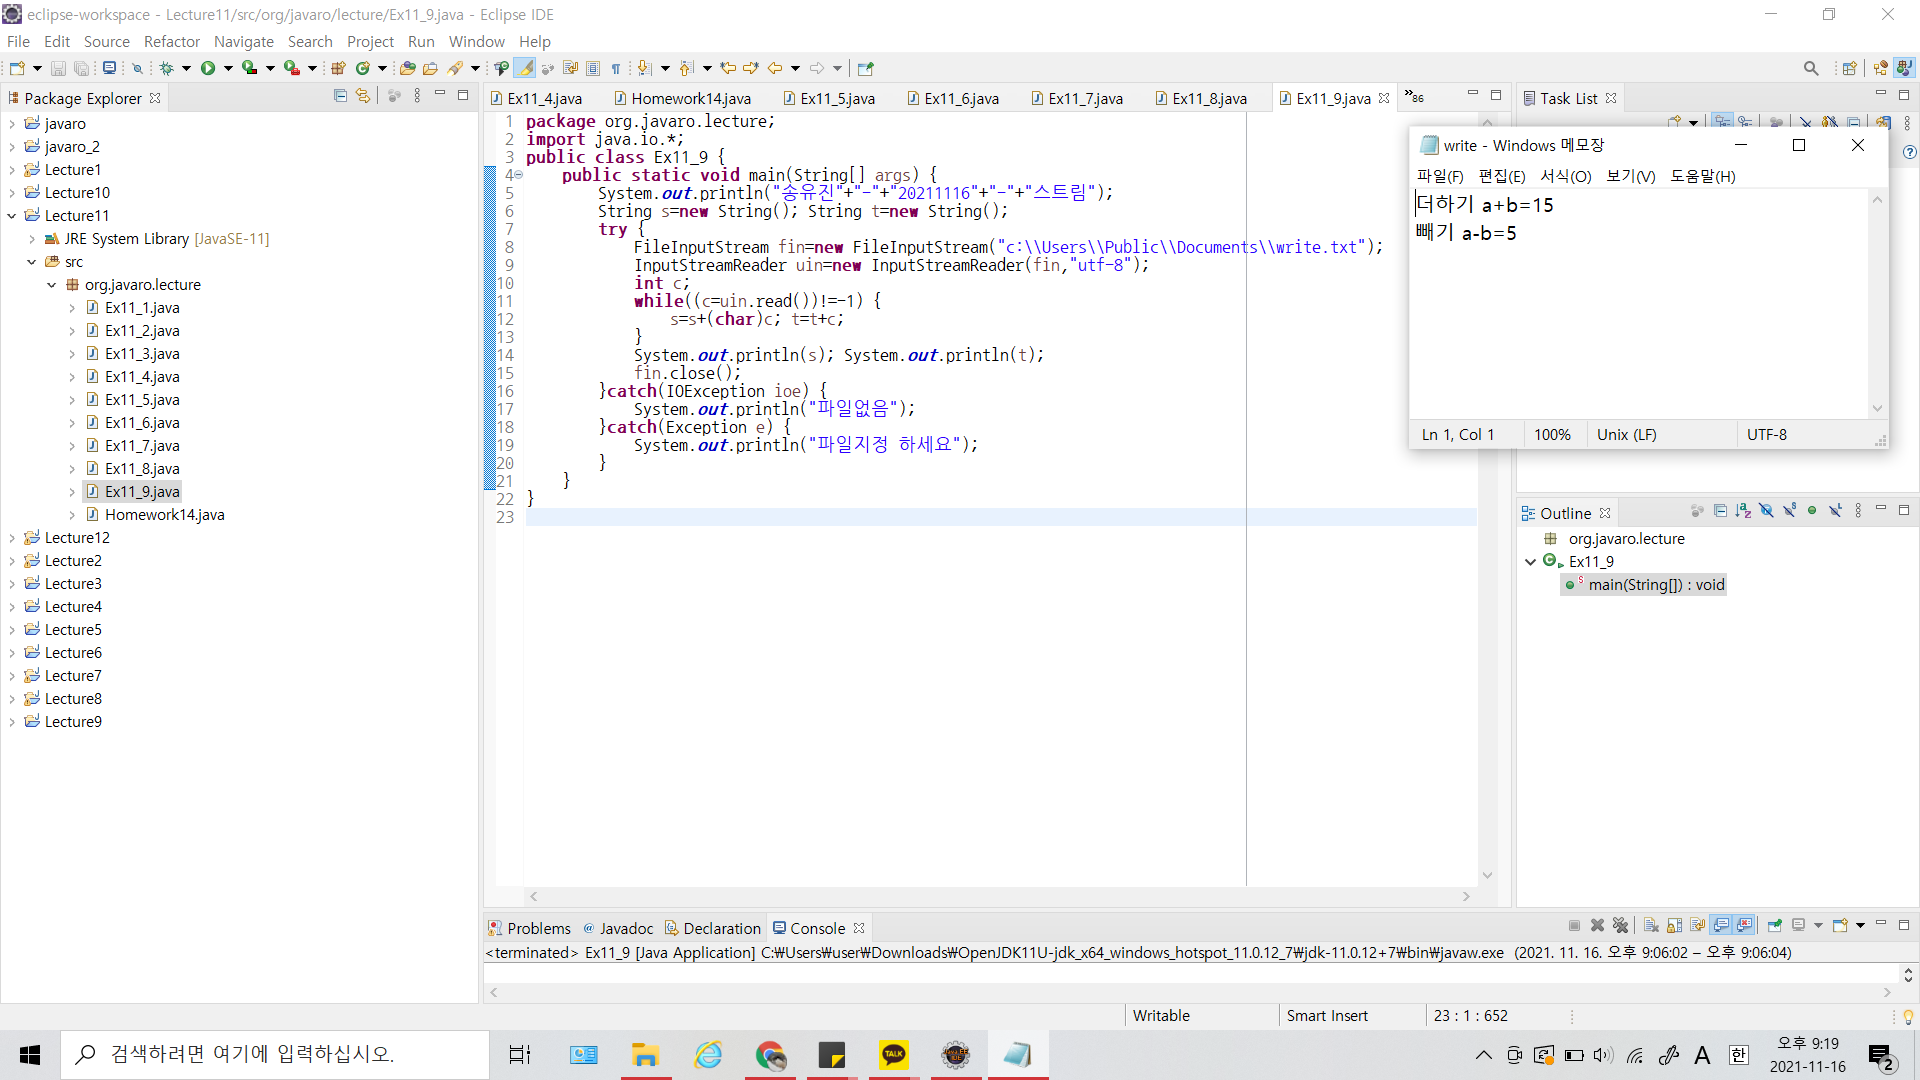 eclipse-workspace - Lecture11/src/org/javaro/lecture/Ex11_9.java - Eclipse IDE
File Edit Source Refactor Navigate Search Project Run Window Help
Package Explorer
javaro
javaro_2
Lecture1
Lecture10
Lecture11
JRE System Library [JavaSE-11]
src
org.javaro.lecture
Ex11_1.java
Ex11_2.java
Ex11_3.java
Ex11_4.java
Ex11_5.java
Ex11_6.java
Ex11_7.java
Ex11_8.java
Ex11_9.java
Homework14.java
Lecture12
Lecture2
Lecture3
Lecture4
Lecture5
Lecture6
Lecture7
Lecture8
Lecture9
Ex11_4.java Homework14.java Ex11_5.java Ex11_6.java Ex11_7.java Ex11_8.java Ex11_9.java »86
1 package org.javaro.lecture;
2 import java.io.*;
3 public class Ex11_9 {
4 public static void main(String[] args) {
5 System.out.println("송유진"+"-"+"20211116"+"-"+"스트림");
6 String s=new String(); String t=new String();
7 try {
8 FileInputStream fin=new FileInputStream("c:\\Users\\Public\\Documents\\write.txt");
9 InputStreamReader uin=new InputStreamReader(fin,"utf-8");
10 int c;
11 while((c=uin.read())!=-1) {
12 s=s+(char)c; t=t+c;
13 }
14 System.out.println(s); System.out.println(t);
15 fin.close();
16 }catch(IOException ioe) {
17 System.out.println("파일없음");
18 }catch(Exception e) {
19 System.out.println("파일지정 하세요");
20 }
21 }
22 }
23
Task List
write - Windows 메모장
파일(F) 편집(E) 서식(O) 보기(V) 도움말(H)
더하기 a+b=15
빼기 a-b=5
Ln 1, Col 1 100% Unix (LF) UTF-8
Outline
org.javaro.lecture
Ex11_9
main(String[]) : void
Problems Javadoc Declaration Console
<terminated> Ex11_9 [Java Application] C:₩Users₩user₩Downloads₩OpenJDK11U-jdk_x64_windows_hotspot_11.0.12_7₩jdk-11.0.12+7₩bin₩javaw.exe (2021. 11. 16. 오후 9:06:02 – 오후 9:06:04)
Writable Smart Insert 23 : 1 : 652
검색하려면 여기에 입력하십시오.
TALK
A 한
오후 9:19
2021-11-16
2